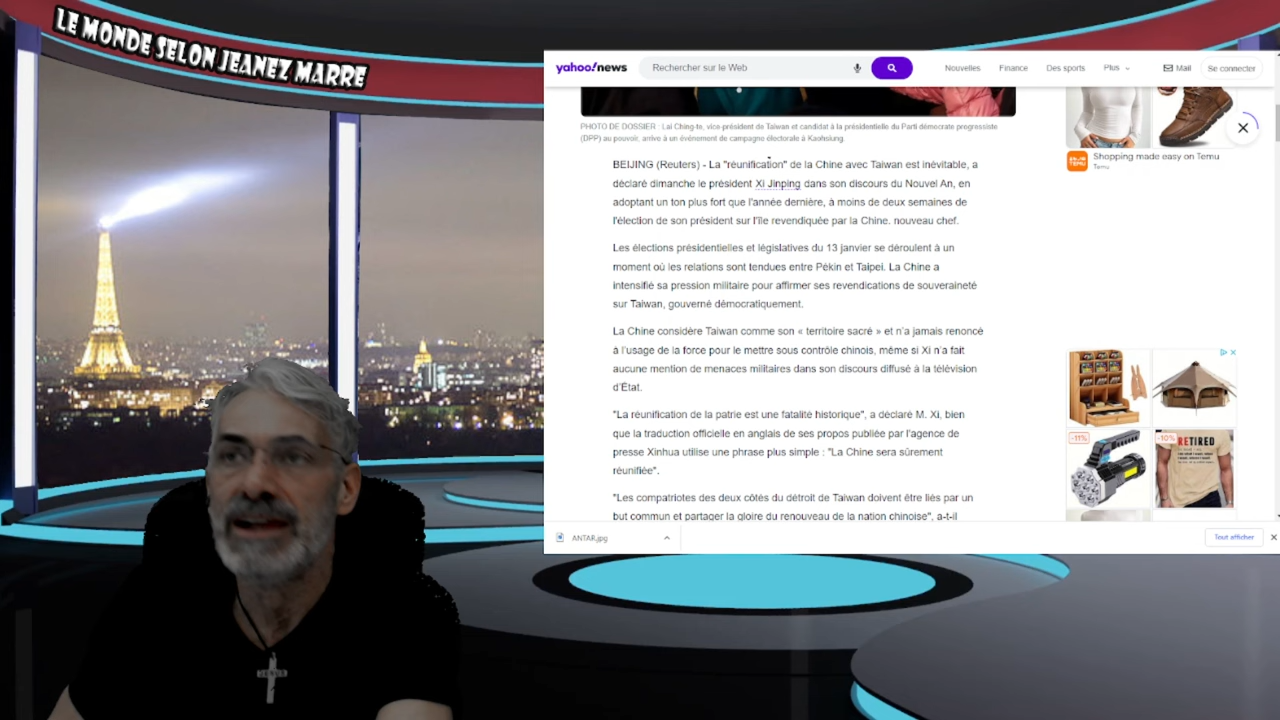 LE MONDE SELON JEANEZ MARRE
yahoo!news
Rechercher sur le Web
Nouvelles Finance Des sports Plus Mail Se connecter
PHOTO DE DOSSIER : Lai Ching-te, vice-président de Taiwan et candidat à la présidentielle du Parti démocrate progressiste
(DPP) au pouvoir, arrive à un événement de campagne électorale à Kaohsiung.
BEIJING (Reuters) - La "réunification" de la Chine avec Taiwan est inévitable, a
déclaré dimanche le président Xi Jinping dans son discours du Nouvel An, en
adoptant un ton plus fort que l'année dernière, à moins de deux semaines de
l'élection de son président sur l'île revendiquée par la Chine. nouveau chef.
Les élections présidentielles et législatives du 13 janvier se déroulent à un
moment où les relations sont tendues entre Pékin et Taipei. La Chine a
intensifié sa pression militaire pour affirmer ses revendications de souveraineté
sur Taiwan, gouverné démocratiquement.
La Chine considère Taiwan comme son « territoire sacré » et n'a jamais renoncé
à l'usage de la force pour le mettre sous contrôle chinois, même si Xi n'a fait
aucune mention de menaces militaires dans son discours diffusé à la télévision
d'État.
"La réunification de la patrie est une fatalité historique", a déclaré M. Xi, bien
que la traduction officielle en anglais de ses propos publiée par l'agence de
presse Xinhua utilise une phrase plus simple : "La Chine sera sûrement
réunifiée".
"Les compatriotes des deux côtés du détroit de Taiwan doivent être liés par un
but commun et partager la gloire du renouveau de la nation chinoise", a-t-il
TEMU
Shopping made easy on Temu
Temu
-11%
-10%
RETIRED
ANTAR.jpg
Tout afficher
JESUS